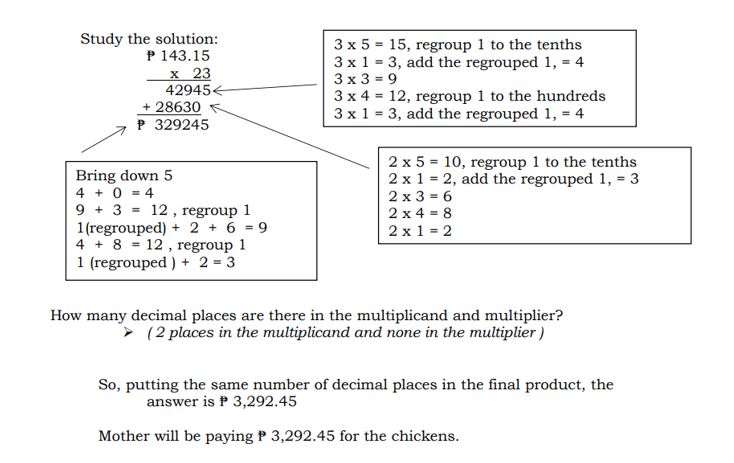 Study the solution:
₱ 143.15
x 23
42945
+ 28630
₱ 329245
3 x 5 = 15, regroup 1 to the tenths
3 x 1 = 3, add the regrouped 1, = 4
3 x 3 = 9
3 x 4 = 12, regroup 1 to the hundreds
3 x 1 = 3, add the regrouped 1, = 4
2 x 5 = 10, regroup 1 to the tenths
2 x 1 = 2, add the regrouped 1, = 3
2 x 3 = 6
2 x 4 = 8
2 x 1 = 2
Bring down 5
4 + 0 = 4
9 + 3 = 12 , regroup 1
1(regrouped) + 2 + 6 = 9
4 + 8 = 12 , regroup 1
1 (regrouped ) + 2 = 3
How many decimal places are there in the multiplicand and multiplier?
➢ ( 2 places in the multiplicand and none in the multiplier )
So, putting the same number of decimal places in the final product, the
answer is ₱ 3,292.45
Mother will be paying ₱ 3,292.45 for the chickens.